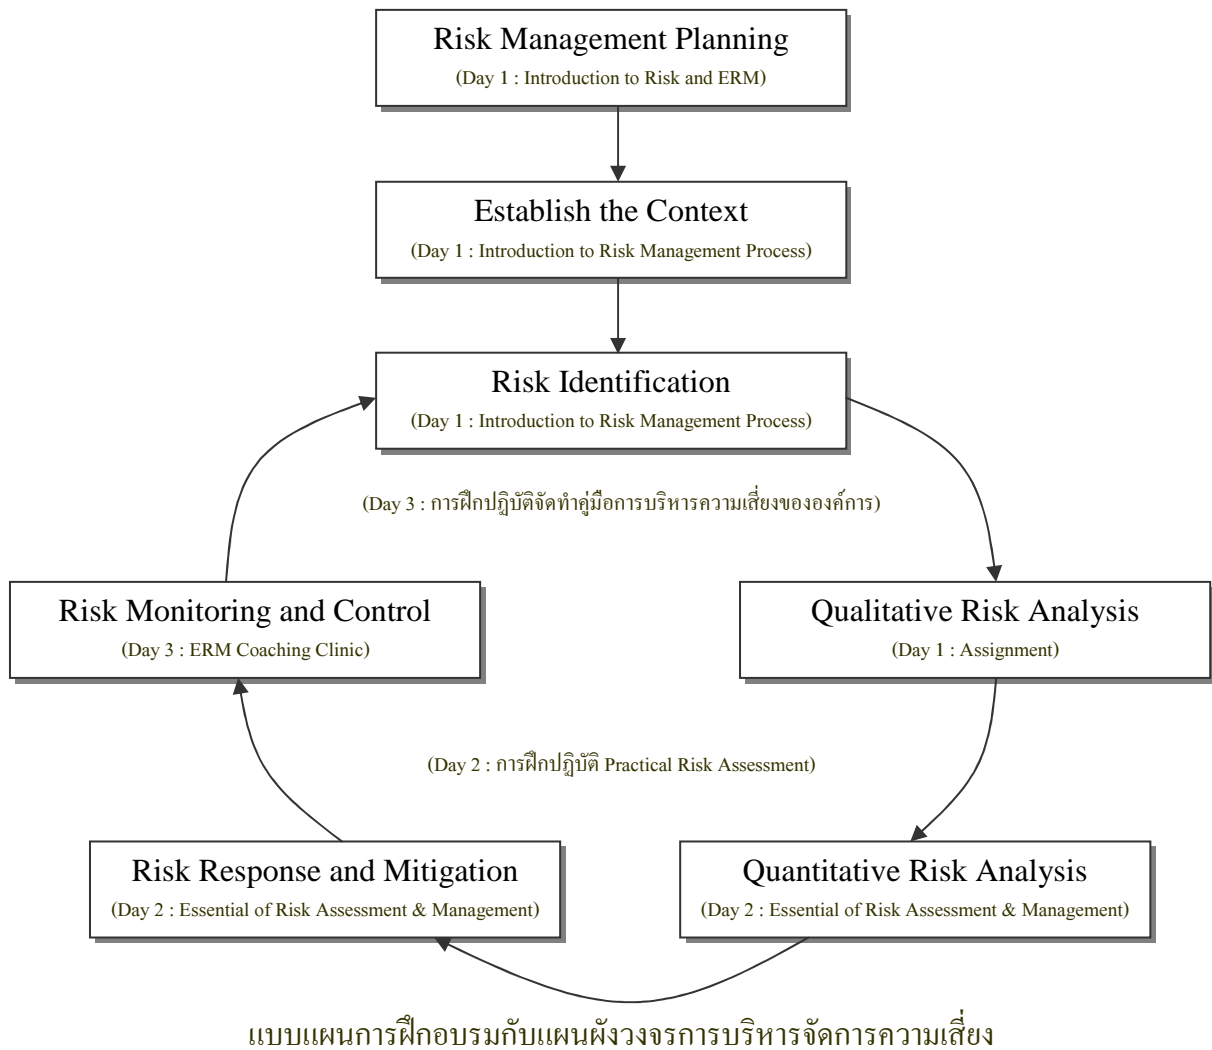 Risk Management Planning
(Day 1 : Introduction to Risk and ERM)
Establish the Context
(Day 1 : Introduction to Risk Management Process)
Risk Identification
(Day 1 : Introduction to Risk Management Process)
(Day 3 : การฝึกปฏิบัติจัดทำคู่มือการบริหารความเสี่ยงขององค์การ)
Risk Monitoring and Control
(Day 3 : ERM Coaching Clinic)
Qualitative Risk Analysis
(Day 1 : Assignment)
(Day 2 : การฝึกปฏิบัติ Practical Risk Assessment)
Risk Response and Mitigation
(Day 2 : Essential of Risk Assessment & Management)
Quantitative Risk Analysis
(Day 2 : Essential of Risk Assessment & Management)
แบบแผนการฝึกอบรมกับแผนผังวงจรการบริหารจัดการความเสี่ยง